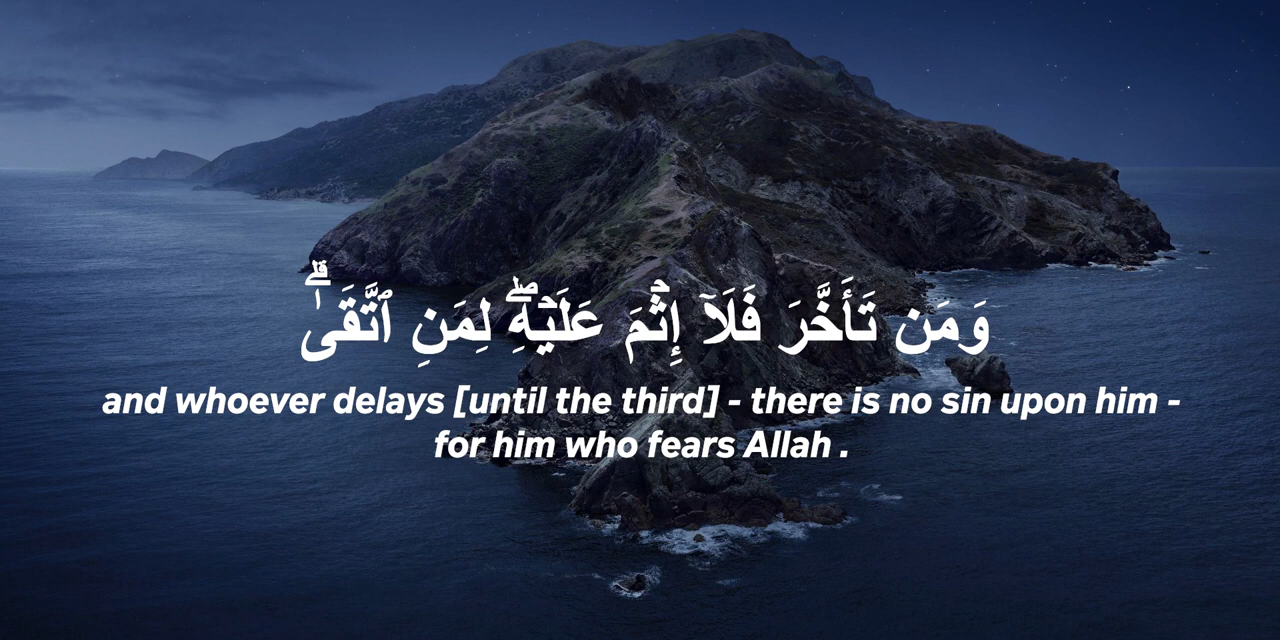 وَمَن تَأَخَّرَ فَلَآ إِثْمَ عَلَيْهِ ۖ لِمَنِ ٱتَّقَىٰ ۗ
and whoever delays [until the third] - there is no sin upon him -
for him who fears Allah .